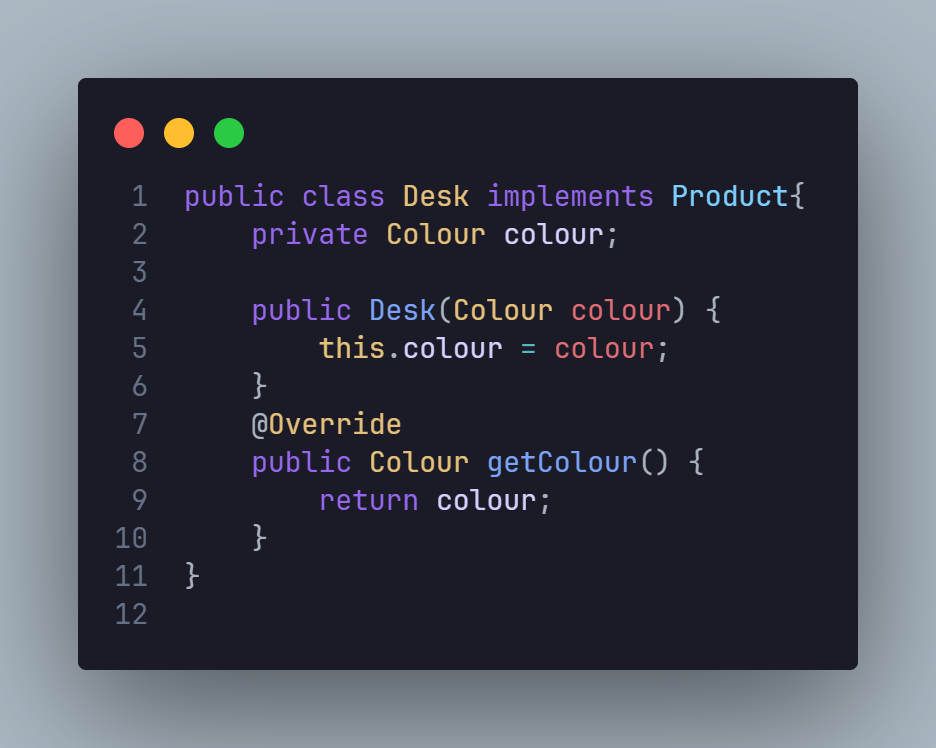 1 public class Desk implements Product{
2     private Colour colour;
3
4     public Desk(Colour colour) {
5         this.colour = colour;
6     }
7     @Override
8     public Colour getColour() {
9         return colour;
10     }
11 }
12